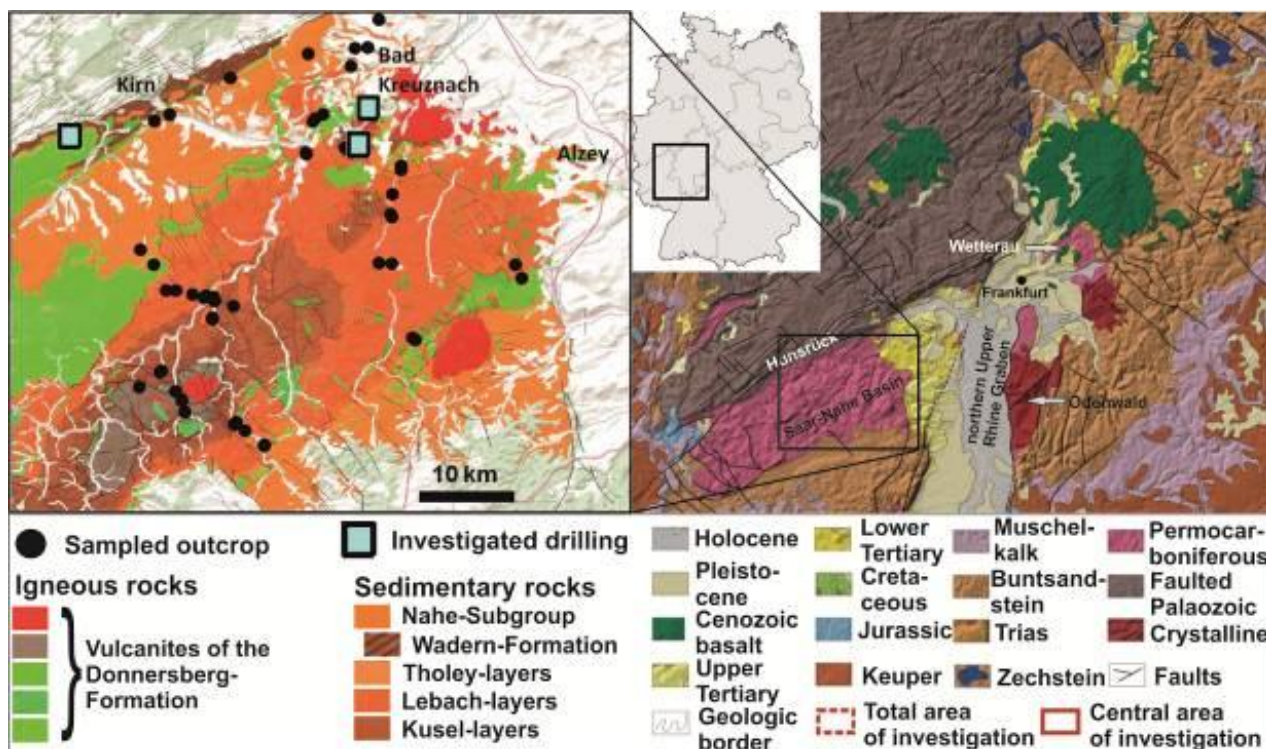 Kirn
Bad
Kreuznach
Alzey
10 km
Wetterau
Frankfurt
Hunsrück
Saar-Nahe Basin
northern Upper
Rhine Graben
Odenwald
Sampled outcrop
Investigated drilling
Igneous rocks
Vulcanites of the
Donnersberg-
Formation
Sedimentary rocks
Nahe-Subgroup
Wadern-Formation
Tholey-layers
Lebach-layers
Kusel-layers
Holocene
Pleisto-
cene
Cenozoic
basalt
Upper
Tertiary
Geologic
border
Lower
Tertiary
Creta-
ceous
Jurassic
Keuper
Total area
of investigation
Muschel-
kalk
Buntsand-
stein
Trias
Zechstein
Permocar-
boniferous
Faulted
Palaozoic
Crystalline
Faults
Central area
of investigation